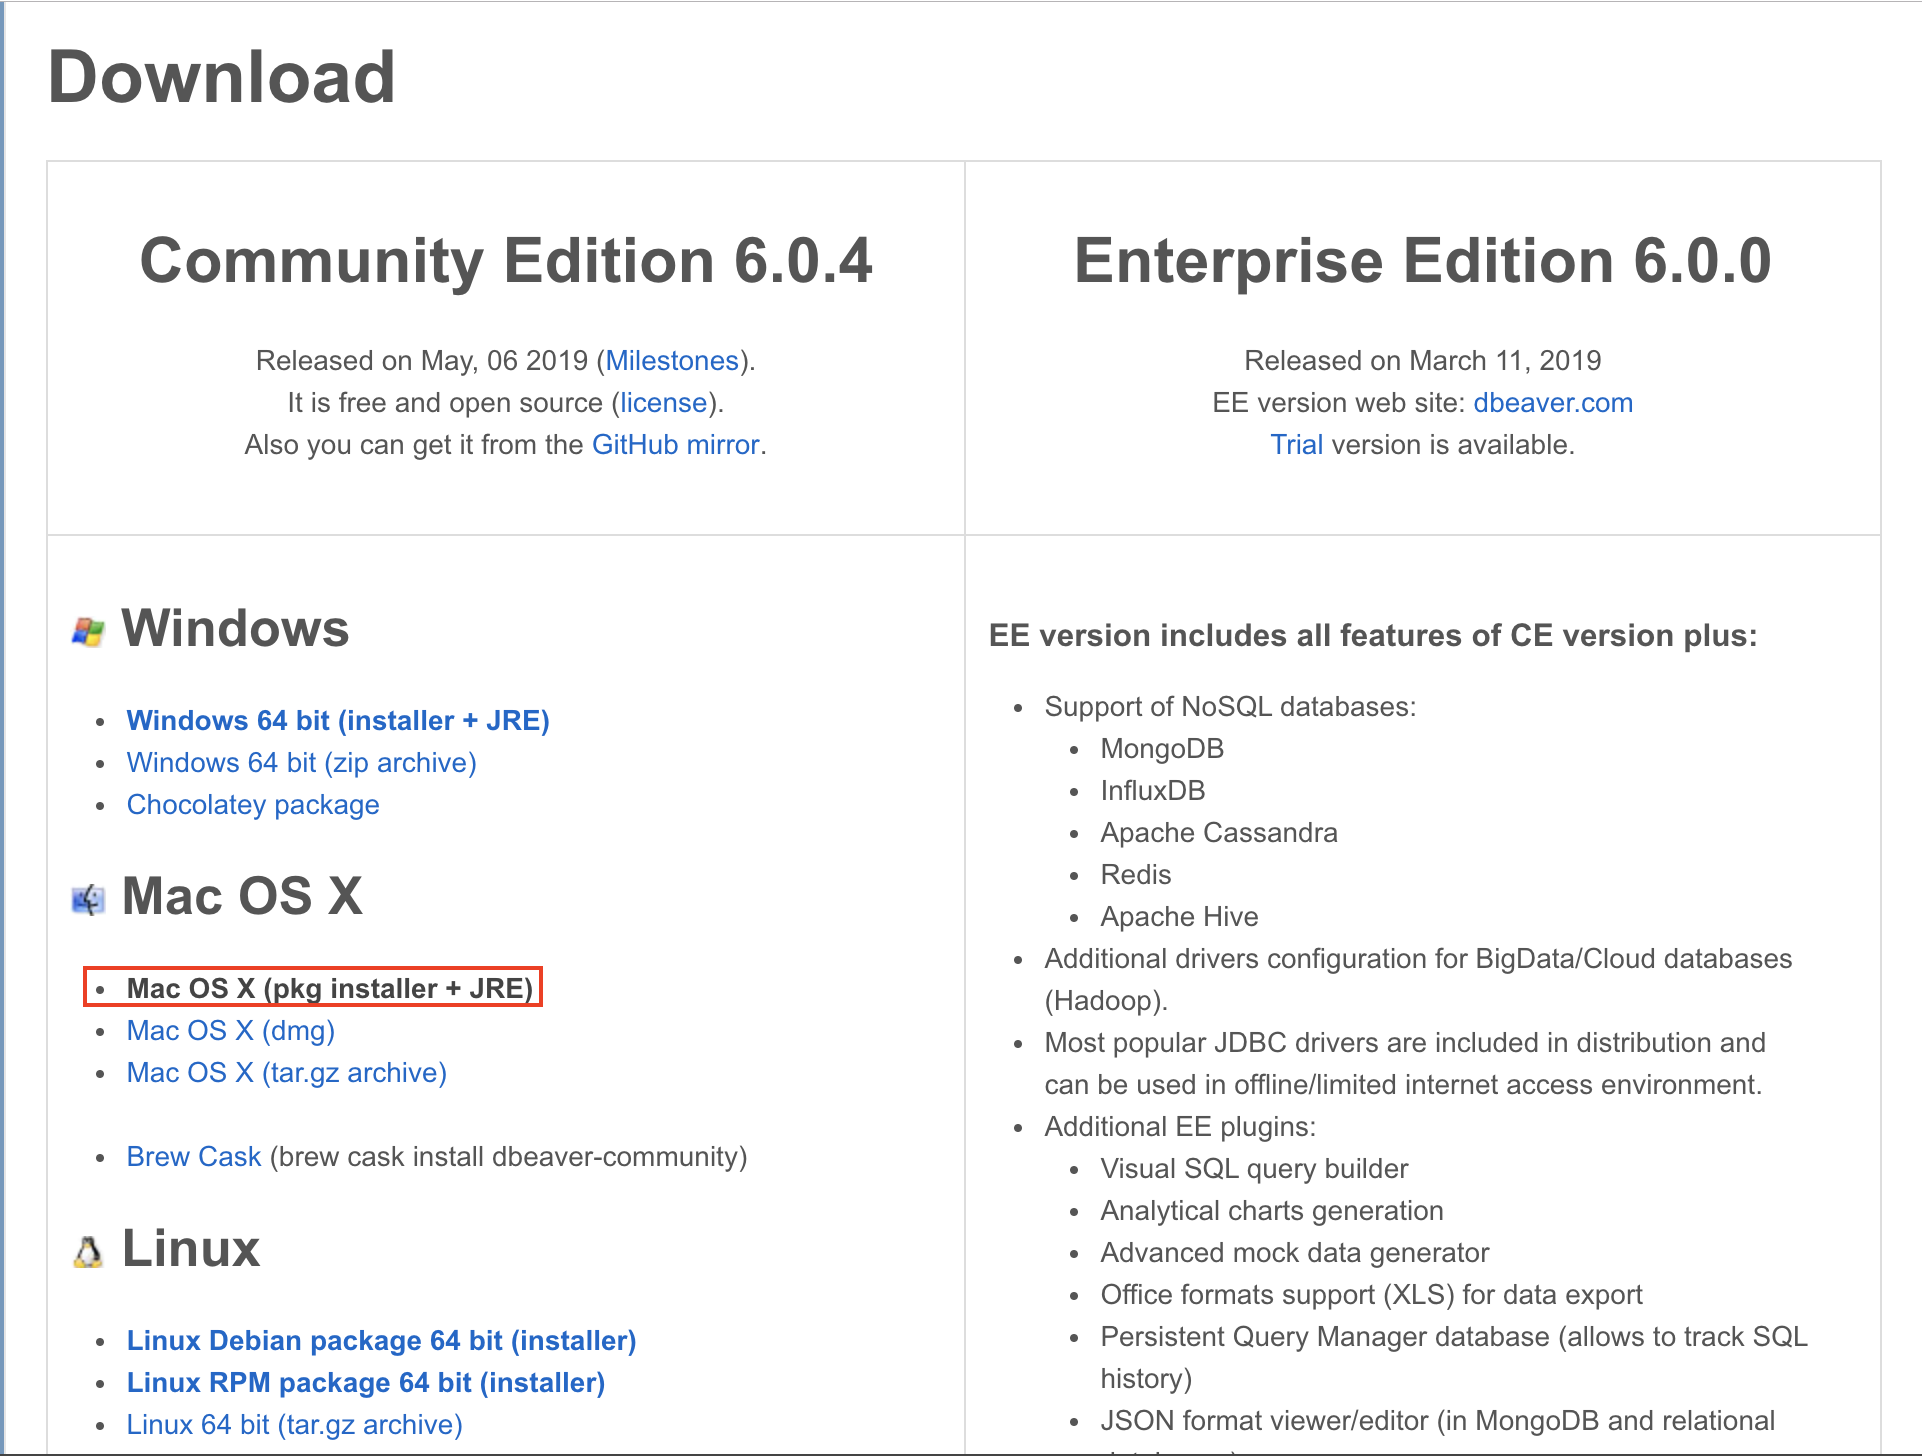 Download
Community Edition 6.0.4
Released on May, 06 2019 (Milestones).
It is free and open source (license).
Also you can get it from the GitHub mirror.
Enterprise Edition 6.0.0
Released on March 11, 2019
EE version web site: dbeaver.com
Trial version is available.
Windows
Windows 64 bit (installer + JRE)
Windows 64 bit (zip archive)
Chocolatey package
Mac OS X
Mac OS X (pkg installer + JRE)
Mac OS X (dmg)
Mac OS X (tar.gz archive)
Brew Cask (brew cask install dbeaver-community)
Linux
Linux Debian package 64 bit (installer)
Linux RPM package 64 bit (installer)
Linux 64 bit (tar.gz archive)
EE version includes all features of CE version plus:
Support of NoSQL databases:
MongoDB
InfluxDB
Apache Cassandra
Redis
Apache Hive
Additional drivers configuration for BigData/Cloud databases
(Hadoop).
Most popular JDBC drivers are included in distribution and
can be used in offline/limited internet access environment.
Additional EE plugins:
Visual SQL query builder
Analytical charts generation
Advanced mock data generator
Office formats support (XLS) for data export
Persistent Query Manager database (allows to track SQL
history)
JSON format viewer/editor (in MongoDB and relational